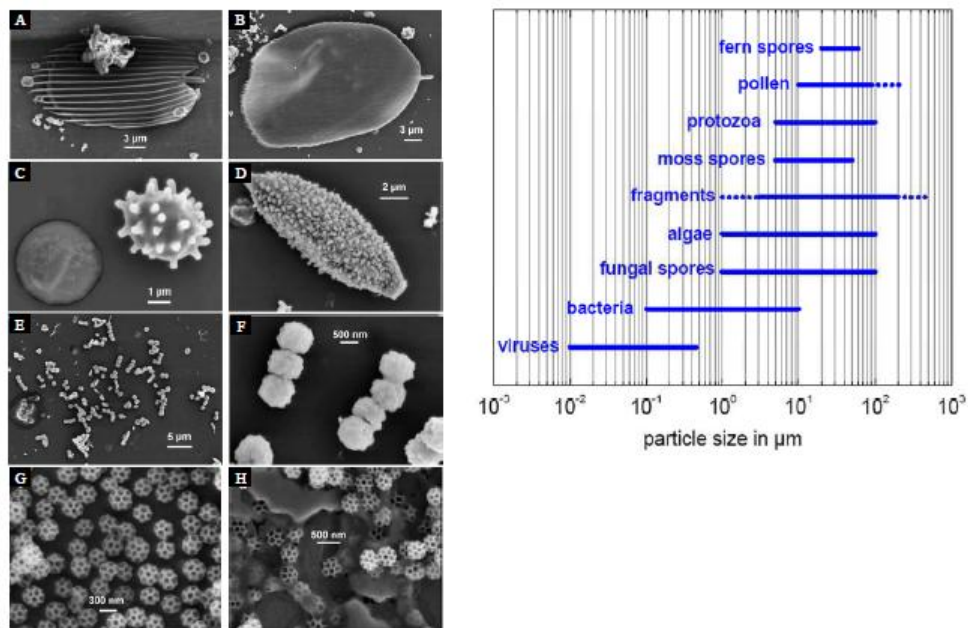 A
3 µm
B
3 µm
C
1 µm
D
2 µm
E
5 µm
F
500 nm
G
300 nm
H
500 nm
fern spores
pollen
protozoa
moss spores
fragments
algae
fungal spores
bacteria
viruses
10⁻³ 10⁻² 10⁻¹ 10⁰ 10¹ 10² 10³
particle size in µm